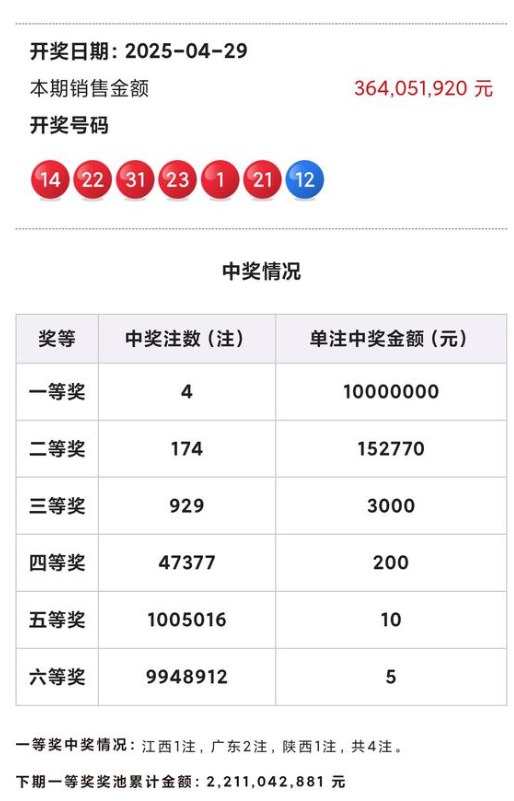 开奖日期：2025-04-29
本期销售金额 364,051,920 元
开奖号码
14 22 31 23 1 21 12
中奖情况
奖等 中奖注数（注） 单注中奖金额（元）
一等奖 4 10000000
二等奖 174 152770
三等奖 929 3000
四等奖 47377 200
五等奖 1005016 10
六等奖 9948912 5
一等奖中奖情况：江西1注, 广东2注, 陕西1注, 共4注。
下期一等奖奖池累计金额：2,211,042,881 元